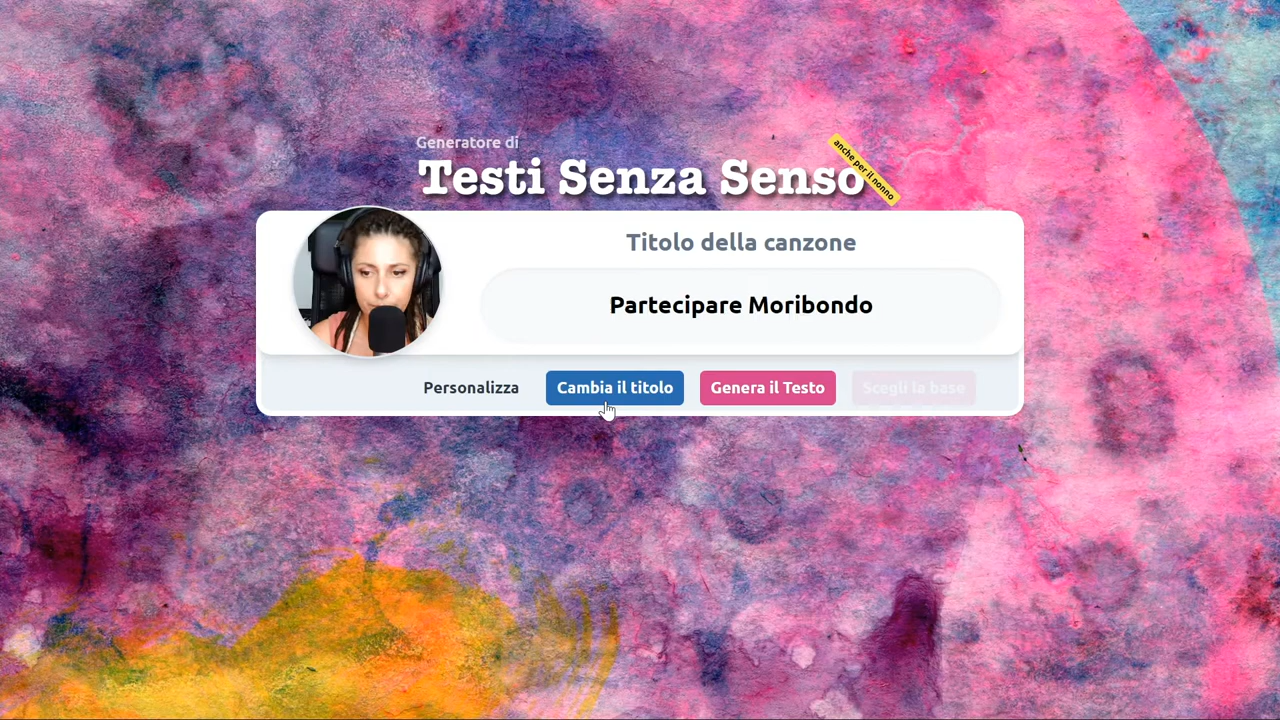 Generatore di
Testi Senza Senso
anche per il nonno
Titolo della canzone
Partecipare Moribondo
Personalizza
Cambia il titolo
Genera il Testo
Scegli la base